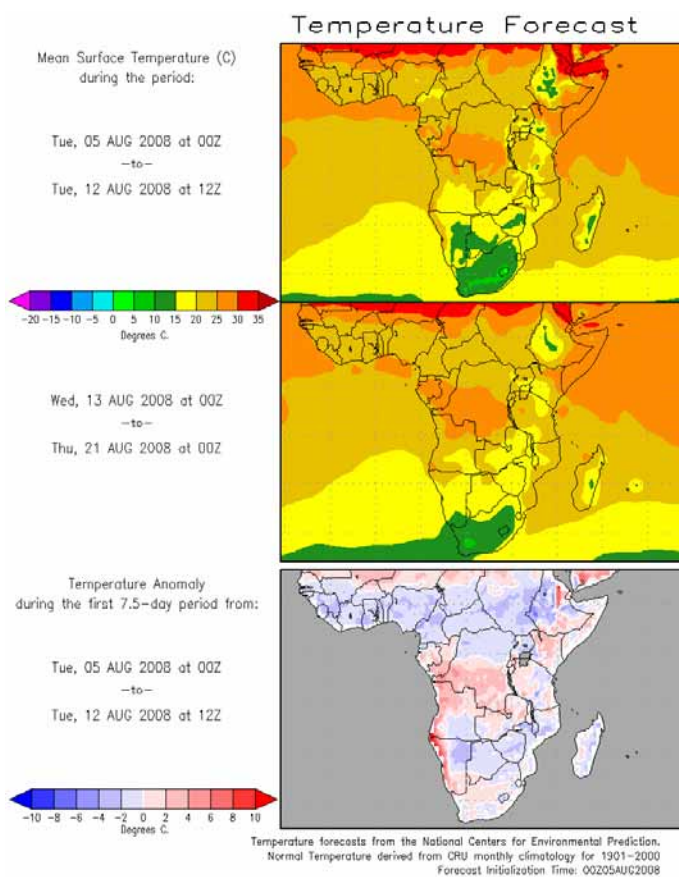 Temperature Forecast
Mean Surface Temperature (C)
during the period:
Tue, 05 AUG 2008 at 00Z
-to-
Tue, 12 AUG 2008 at 12Z
-20 -15 -10 -5 0 5 10 15 20 25 30 35
Degrees C.
Wed, 13 AUG 2008 at 00Z
-to-
Thu, 21 AUG 2008 at 00Z
Temperature Anomaly
during the first 7.5-day period from:
Tue, 05 AUG 2008 at 00Z
-to-
Tue, 12 AUG 2008 at 12Z
-10 -8 -6 -4 -2 0 2 4 6 8 10
Degrees C.
Temperature forecasts from the National Centers for Environmental Prediction.
Normal Temperature derived from CRU monthly climatology for 1901-2000
Forecast Initialization Time: 00Z05AUG2008